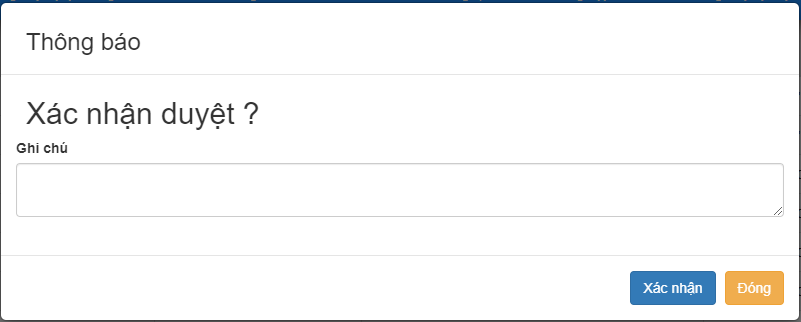 Thông báo
Xác nhận duyệt ?
Ghi chú
Xác nhận Đóng